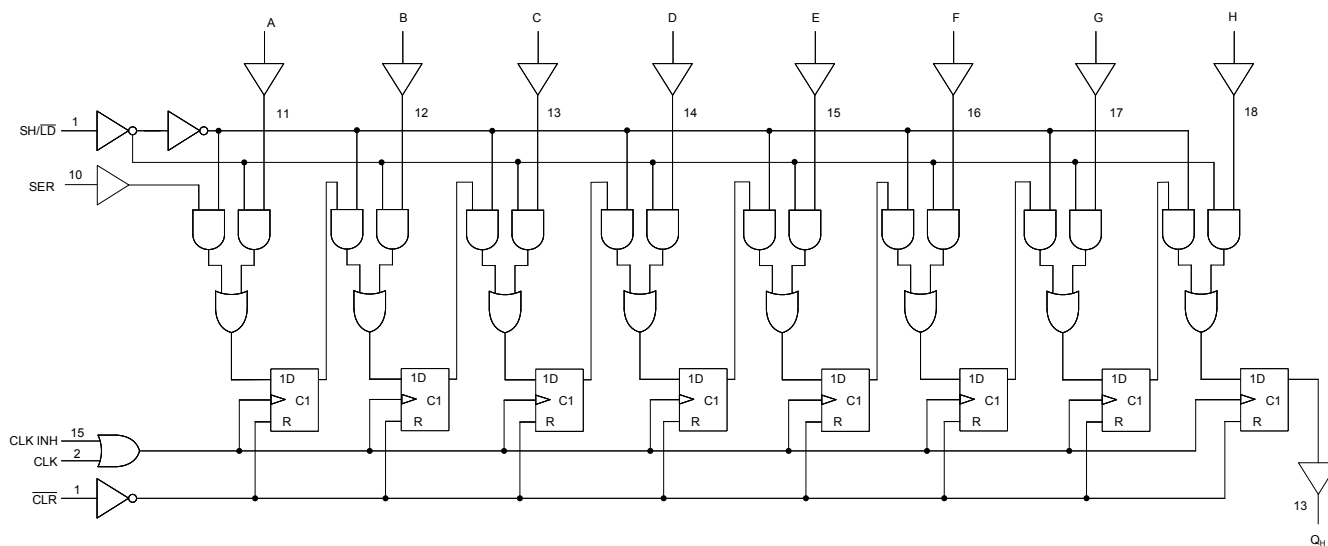 A B C D E F G H
11 12 13 14 15 16 17 18
SH/LD 1
SER 10
1D 1D 1D 1D 1D 1D 1D 1D
C1 C1 C1 C1 C1 C1 C1 C1
R R R R R R R R
CLK INH 15
CLK 2
CLR 1
13
QH